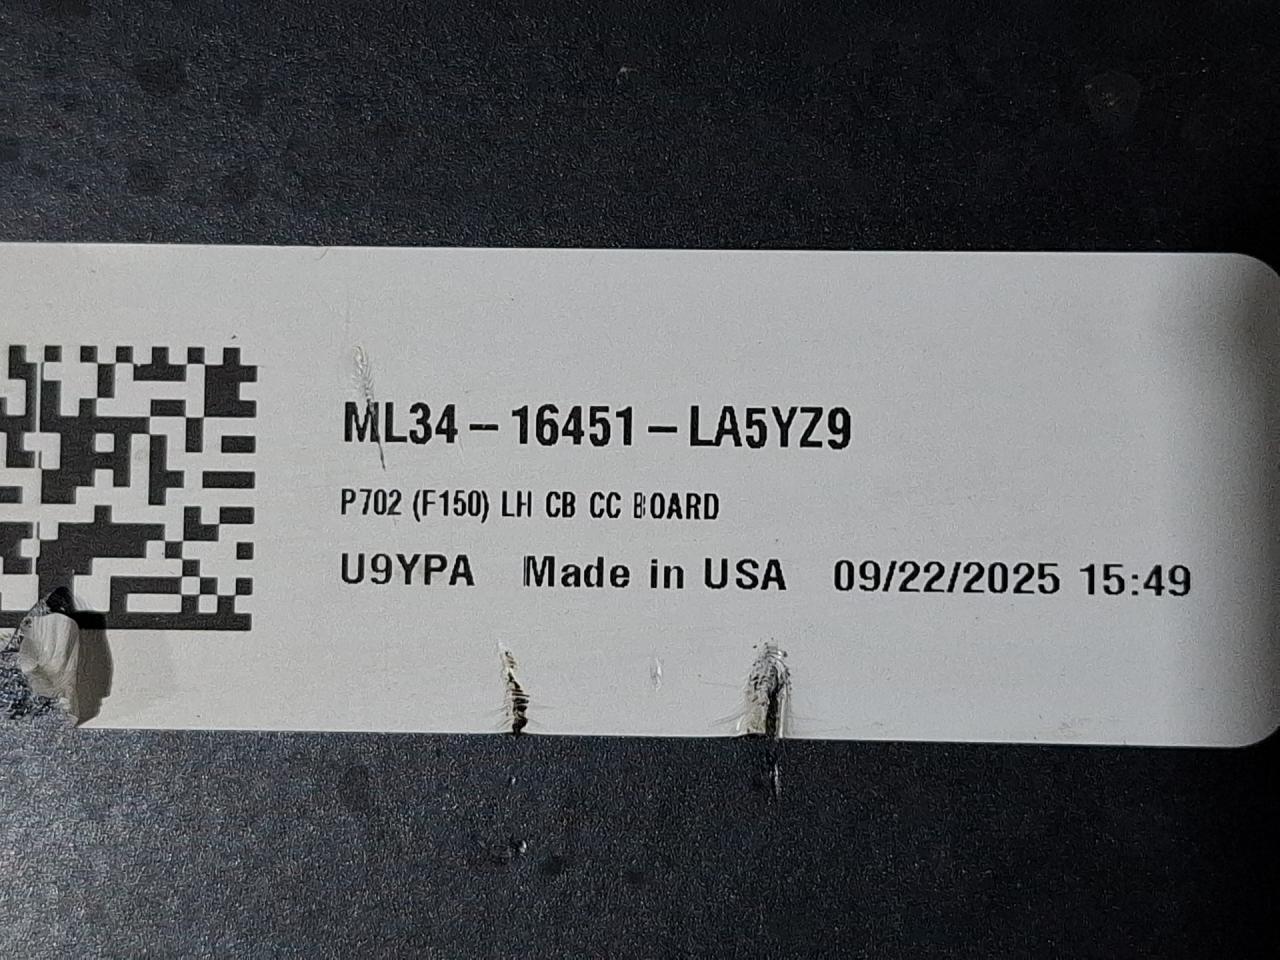 ML34-16451-LA5YZ9
P702 (F150) LH CB CC BOARD
U9YPA Made in USA 09/22/2025 15:49